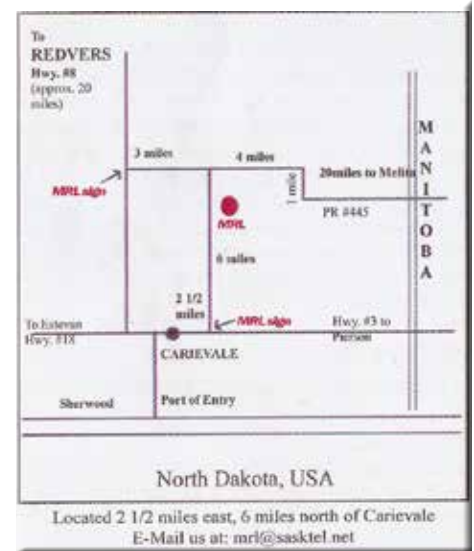 To
REDVERS
Hwy. #8
(approx. 20
miles)
MANITOBA
3 miles
4 miles
20miles to Melita
1 mile
MRL sign
PR #445
MRL
6 miles
2 1/2
miles
MRL sign
To Estevan
Hwy. #18
Hwy. #3 to
Pierson
CARIEVALE
Sherwood
Port of Entry
North Dakota, USA
Located 2 1/2 miles east, 6 miles north of Carievale
E-Mail us at: mrl@sasktel.net